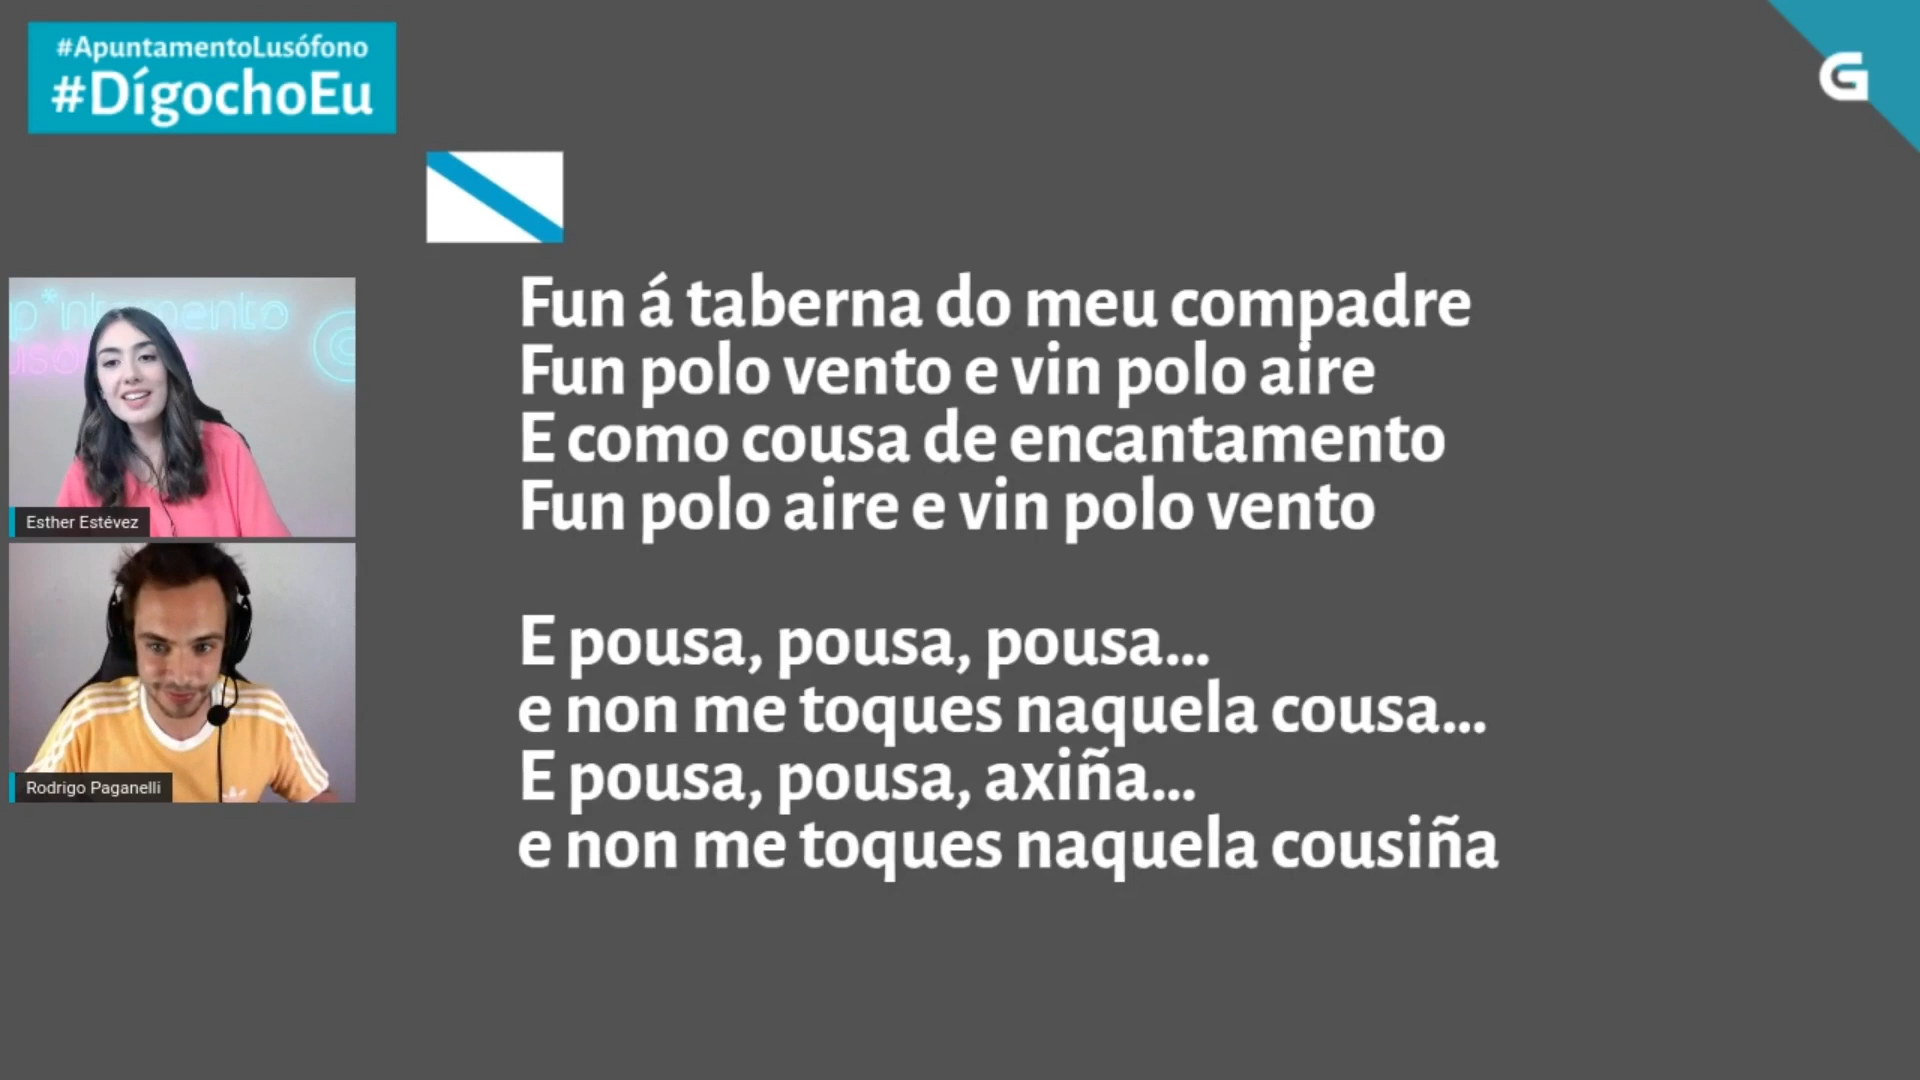 #ApuntamentoLusófono
#DígochoEu
G
Fun á taberna do meu compadre
Fun polo vento e vin polo aire
E como cousa de encantamento
Fun polo aire e vin polo vento
E pousa, pousa, pousa...
e non me toques naquela cousa...
E pousa, pousa, axiña...
e non me toques naquela cousiña
Esther Estévez
Rodrigo Paganelli